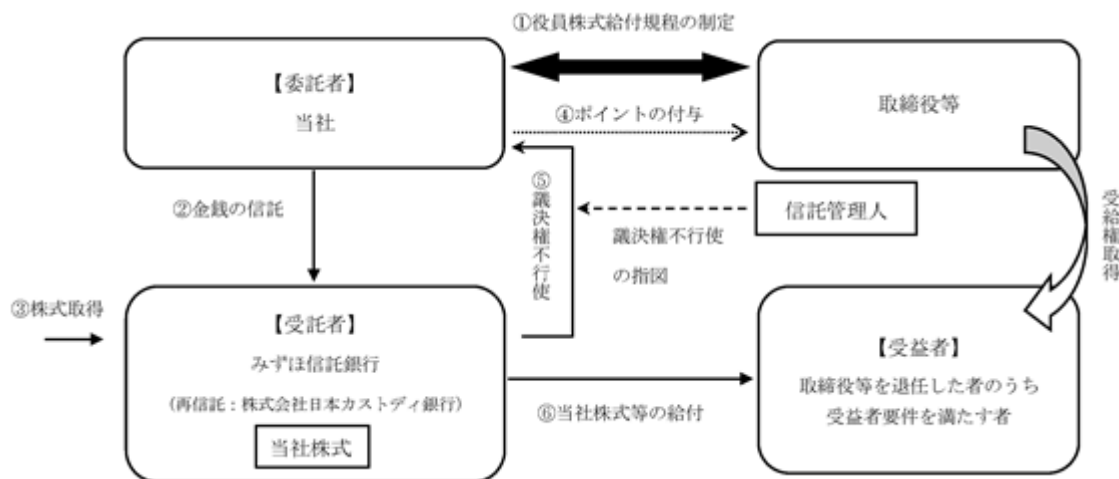 ①役員株式給付規程の制定
【委託者】
当社
取締役等
④ポイントの付与
②金銭の信託
⑤議決権不行使
信託管理人
議決権不行使
の指図
受給権取得
③株式取得
【受託者】
みずほ信託銀行
(再信託：株式会社日本カストディ銀行)
当社株式
⑥当社株式等の給付
【受益者】
取締役等を退任した者のうち
受益者要件を満たす者